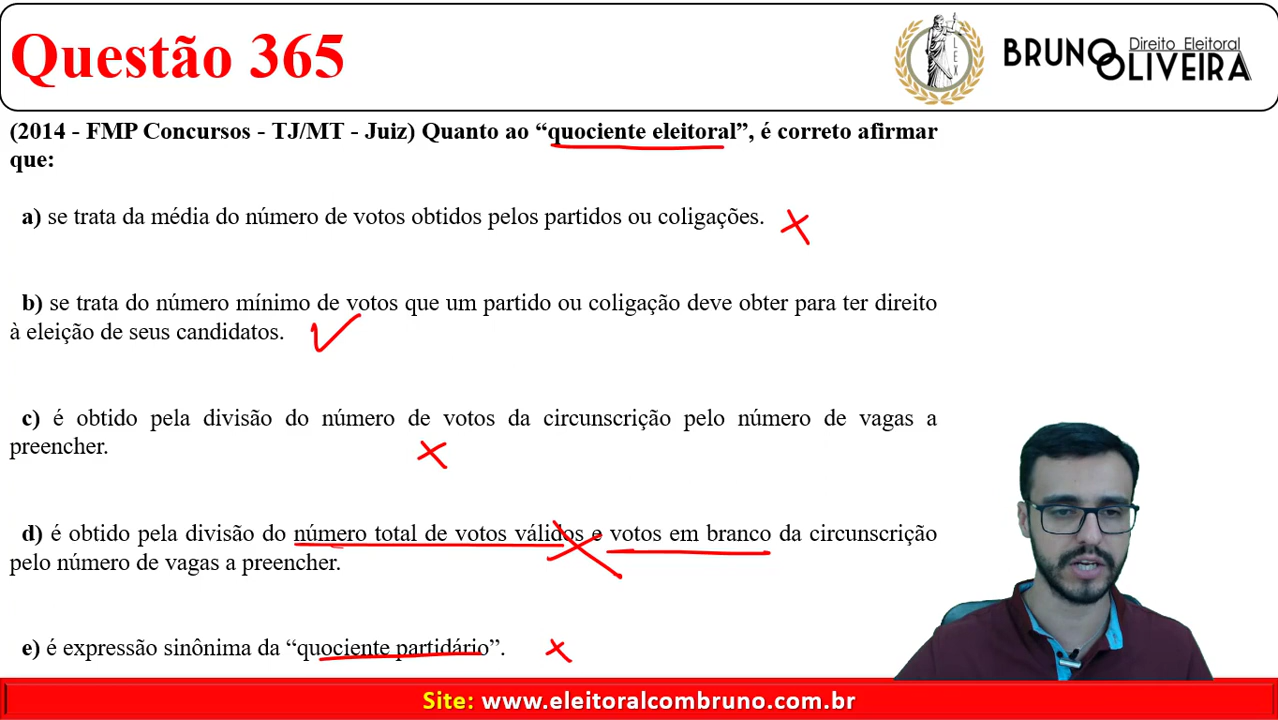 Questão 365
LEX
BRUNO Direito Eleitoral
OLIVEIRA
(2014 - FMP Concursos - TJ/MT - Juiz) Quanto ao “quociente eleitoral”, é correto afirmar
que:
a) se trata da média do número de votos obtidos pelos partidos ou coligações.
b) se trata do número mínimo de votos que um partido ou coligação deve obter para ter direito
à eleição de seus candidatos.
c) é obtido pela divisão do número de votos da circunscrição pelo número de vagas a
preencher.
d) é obtido pela divisão do número total de votos válidos e votos em branco da circunscrição
pelo número de vagas a preencher.
e) é expressão sinônima da “quociente partidário”.
Site: www.eleitoralcombruno.com.br